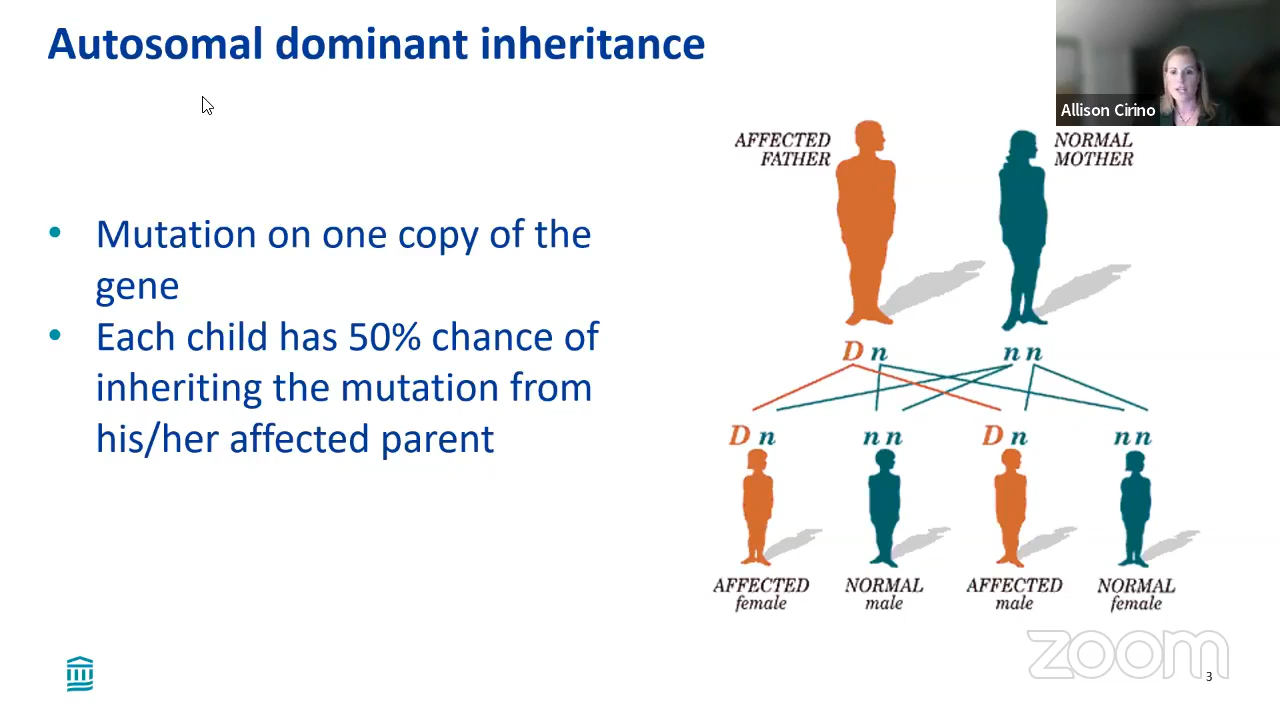 Autosomal dominant inheritance
Allison Cirino
AFFECTED
FATHER
NORMAL
MOTHER
• Mutation on one copy of the
gene
• Each child has 50% chance of
inheriting the mutation from
his/her affected parent
D n
n n
D n
n n
D n
n n
AFFECTED
female
NORMAL
male
AFFECTED
male
NORMAL
female
zoom
3